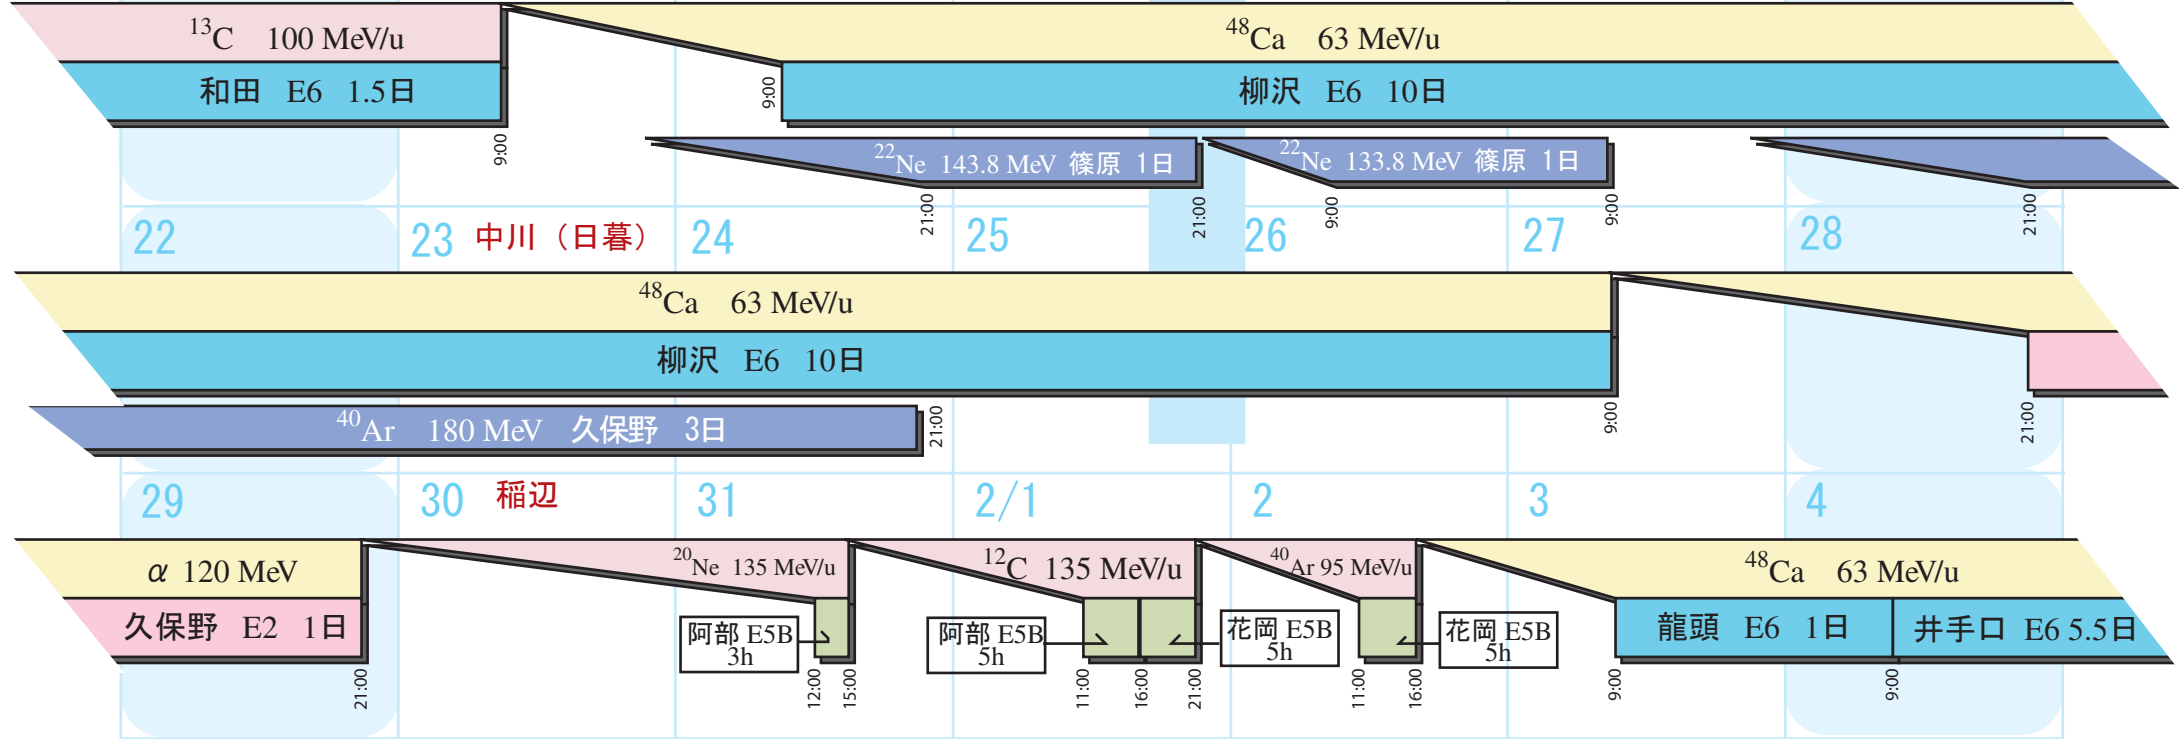 13C 100 MeV/u
48Ca 63 MeV/u
和田 E6 1.5日
9:00
柳沢 E6 10日
9:00
22Ne 143.8 MeV 篠原 1日
22Ne 133.8 MeV 篠原 1日
21:00
21:00
9:00
9:00
21:00
22
23 中川（日暮）
24
25
26
27
28
48Ca 63 MeV/u
柳沢 E6 10日
40Ar 180 MeV 久保野 3日
21:00
9:00
21:00
29
30 稲辺
31
2/1
2
3
4
α 120 MeV
20Ne 135 MeV/u
12C 135 MeV/u
40Ar 95 MeV/u
48Ca 63 MeV/u
久保野 E2 1日
阿部 E5B
3h
阿部 E5B
5h
花岡 E5B
5h
花岡 E5B
5h
龍頭 E6 1日
井手口 E6 5.5日
21:00
12:00
15:00
11:00
16:00
21:00
11:00
16:00
9:00
9:00